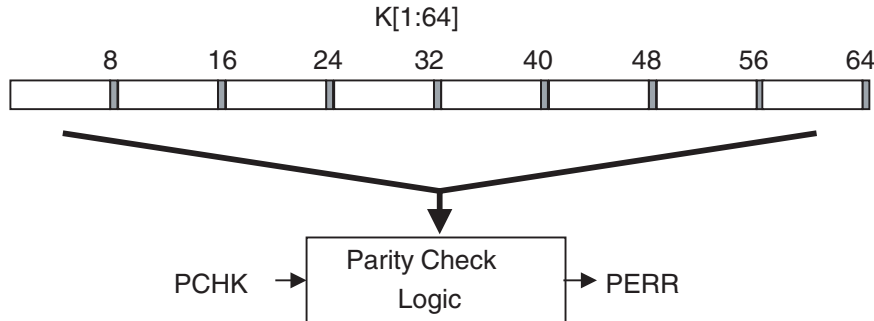 K[1:64]
8 16 24 32 40 48 56 64
Parity Check
Logic
PCHK
PERR